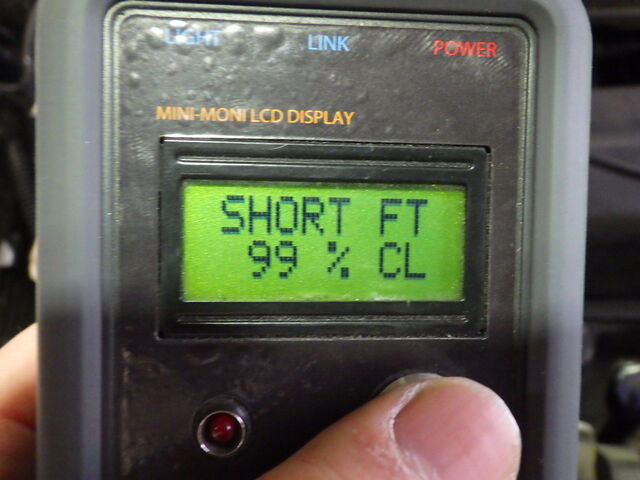 LIGHT LINK POWER
MINI-MONI LCD DISPLAY
SHORT FT
99 % CL